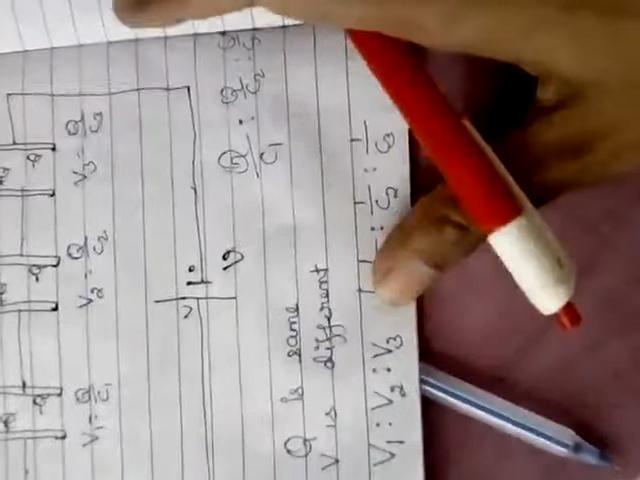 +Q -Q +Q -Q +Q -Q
V₁ = Q/C₁ V₂ = Q/C₂ V₃ = Q/C₃
V
Q/C₁ : Q/C₂ : Q/C₃
Q is same
V is different
V₁ : V₂ : V₃ : 1/C₂ : 1/C₃